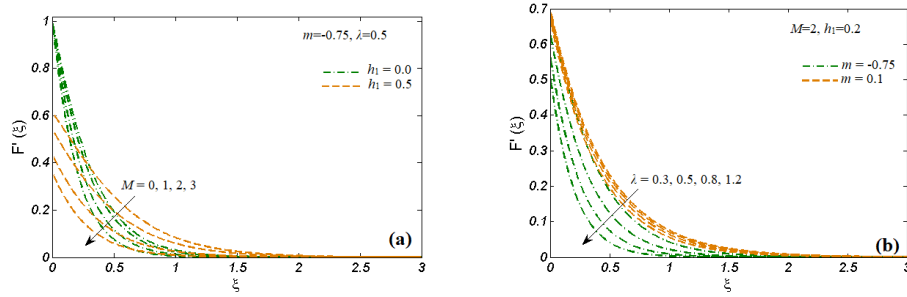 m=-0.75, λ=0.5
h1 = 0.0
h1 = 0.5
M = 0, 1, 2, 3
(a)
F' (ξ)
1
0.8
0.6
0.4
0.2
0
0 0.5 1 1.5 2 2.5 3
ξ
M=2, h1=0.2
m = -0.75
m = 0.1
λ = 0.3, 0.5, 0.8, 1.2
(b)
F' (ξ)
0.7
0.6
0.5
0.4
0.3
0.2
0.1
0
0 0.5 1 1.5 2 2.5 3
ξ